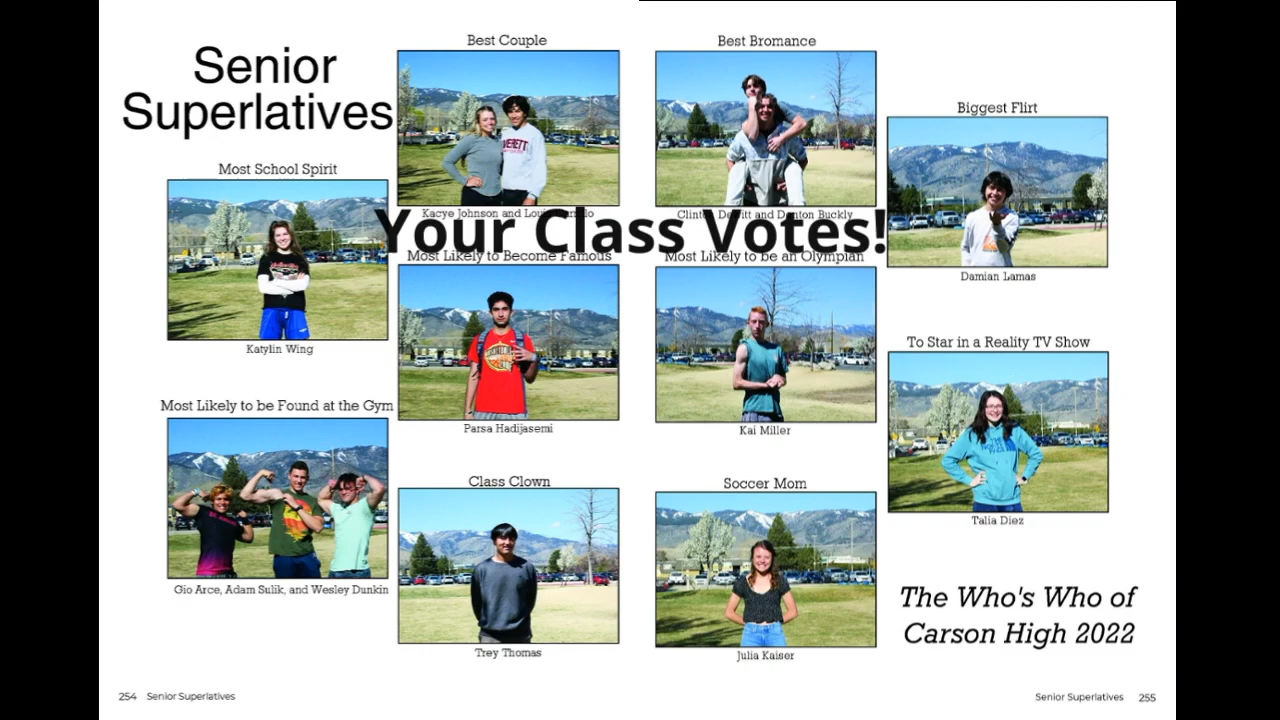 Senior
Superlatives
Most School Spirit
Katylin Wing
Most Likely to be Found at the Gym
Gio Arce, Adam Sulik, and Wesley Dunkin
Best Couple
EVERETT
Kacye Johnson and
Your Class Votes!
Most Likely to Become Famous
Parsa Hadijasemi
Class Clown
Trey Thomas
Best Bromance
and Denton Buckly
Most Likely to be an Olympian
Kai Miller
Soccer Mom
Julia Kaiser
Biggest Flirt
Damian Lamas
To Star in a Reality TV Show
Talia Diez
The Who's Who of
Carson High 2022
254 Senior Superlatives
Senior Superlatives 255